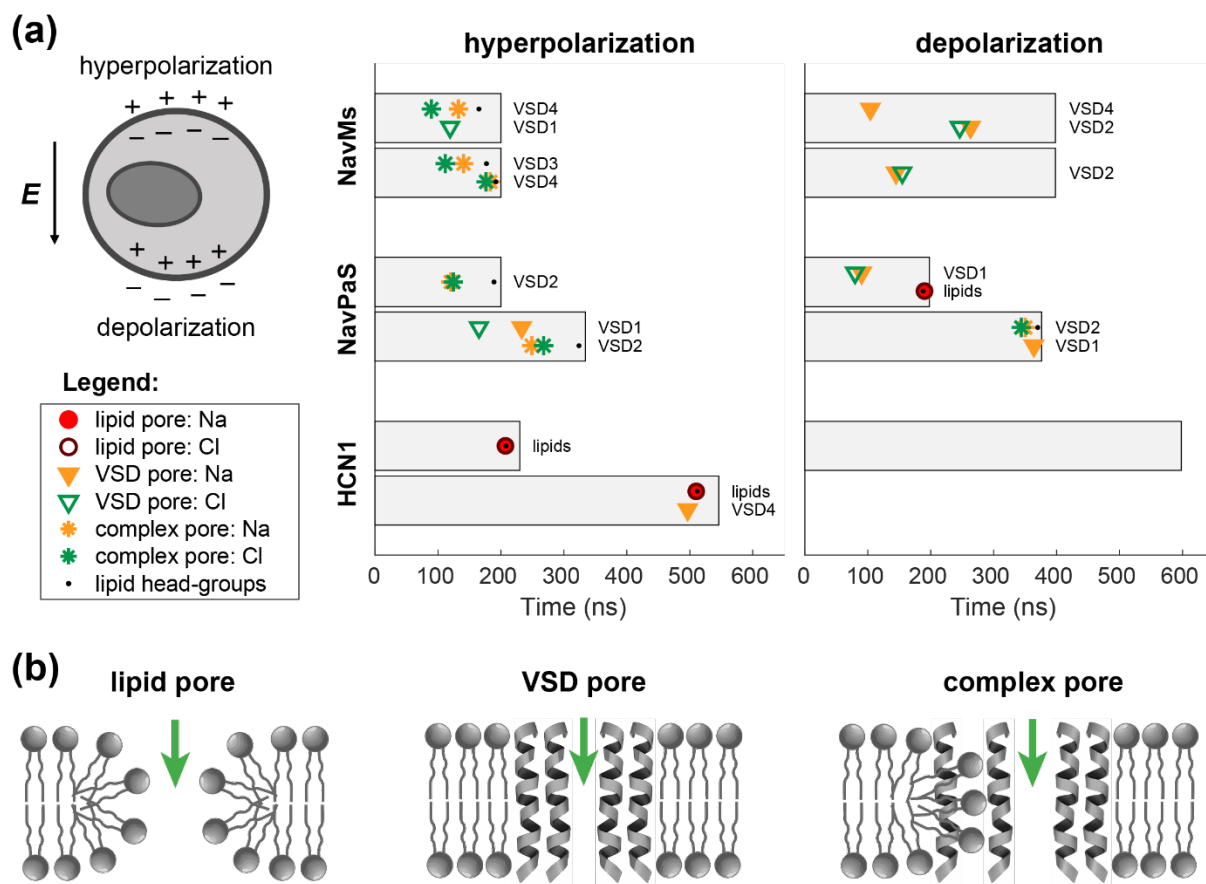 (a)
hyperpolarization
+ + + +
− − − −
E
+ + + +
− − − −
depolarization
Legend:
lipid pore: Na
lipid pore: Cl
VSD pore: Na
VSD pore: Cl
complex pore: Na
complex pore: Cl
lipid head-groups
hyperpolarization
NavMs
VSD4
VSD1
VSD3
VSD4
NavPaS
VSD2
VSD1
VSD2
HCN1
lipids
lipids
VSD4
0 100 200 300 400 500 600
Time (ns)
depolarization
VSD4
VSD2
VSD2
VSD1
lipids
VSD2
VSD1
0 100 200 300 400 500 600
Time (ns)
(b)
lipid pore
VSD pore
complex pore